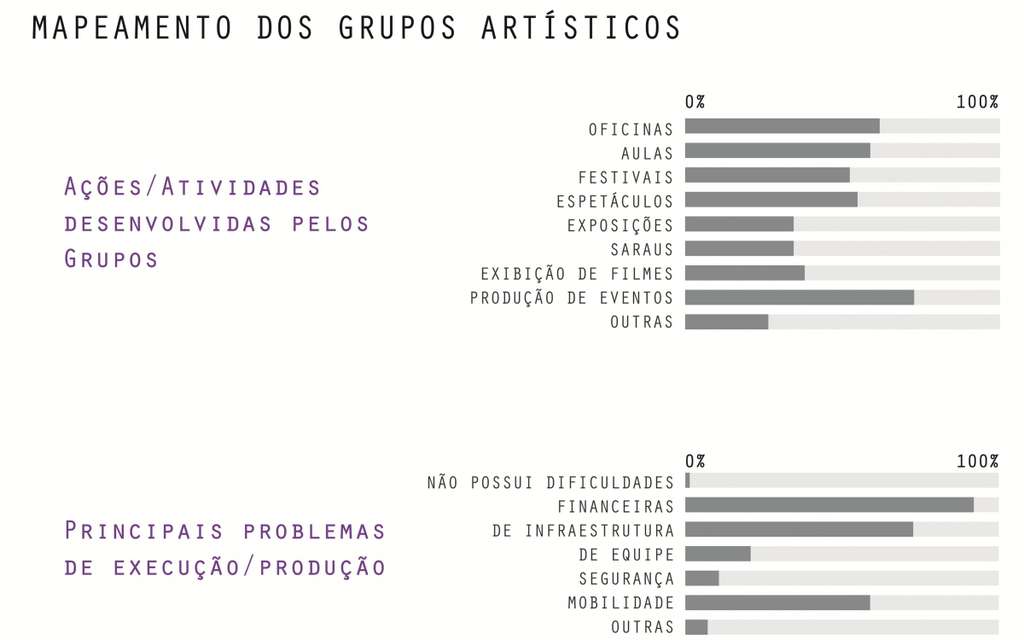 MAPEAMENTO DOS GRUPOS ARTÍSTICOS
0% 100%
OFICINAS
AULAS
FESTIVAIS
ESPETÁCULOS
EXPOSIÇÕES
SARAUS
EXIBIÇÃO DE FILMES
PRODUÇÃO DE EVENTOS
OUTRAS
AÇÕES/ATIVIDADES
DESENVOLVIDAS PELOS
GRUPOS
0% 100%
NÃO POSSUI DIFICULDADES
FINANCEIRAS
DE INFRAESTRUTURA
DE EQUIPE
SEGURANÇA
MOBILIDADE
OUTRAS
PRINCIPAIS PROBLEMAS
DE EXECUÇÃO/PRODUÇÃO